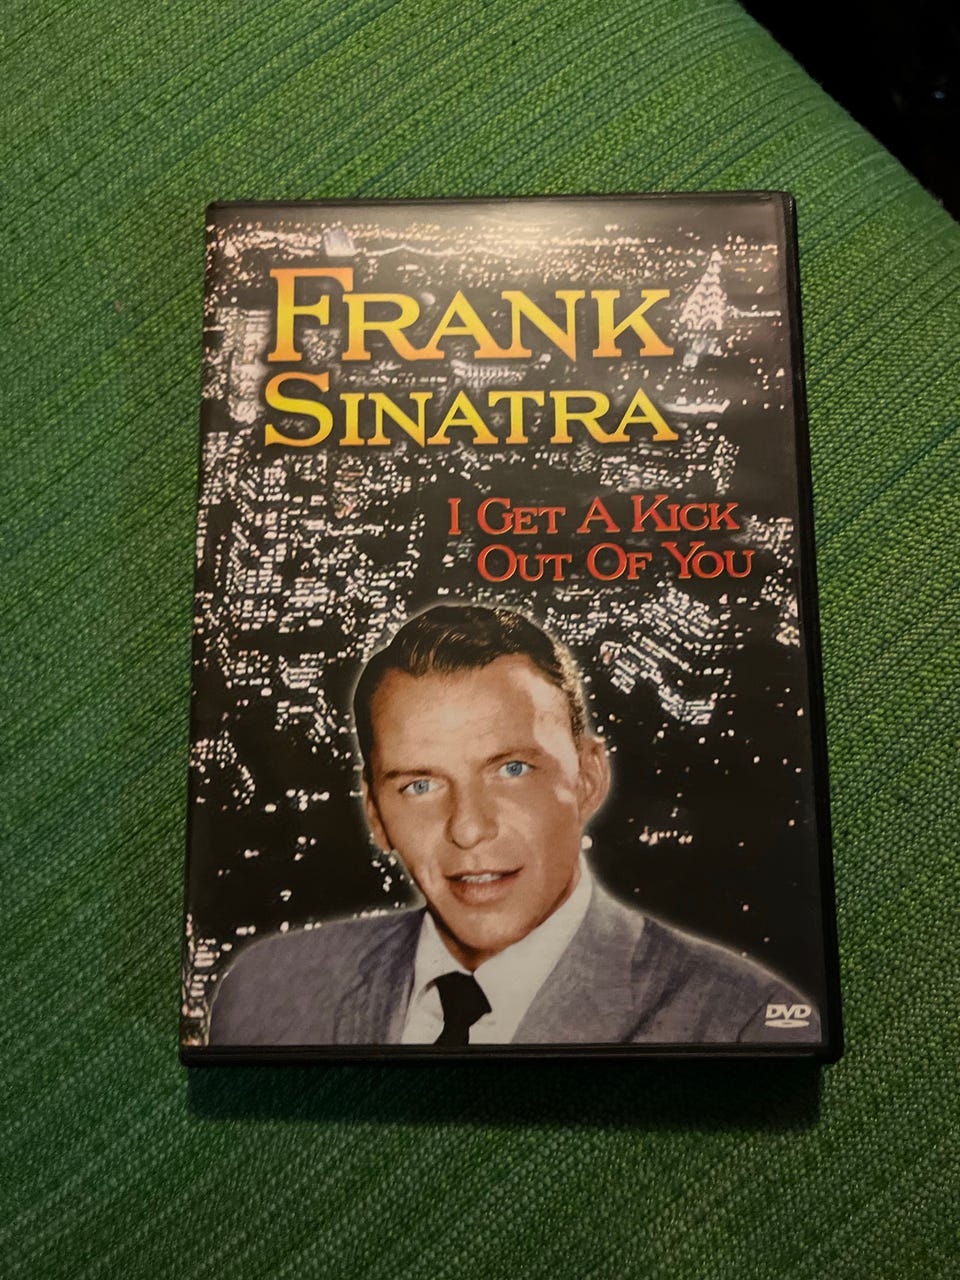 Frank
Sinatra
I Get A Kick
Out Of You
DVD